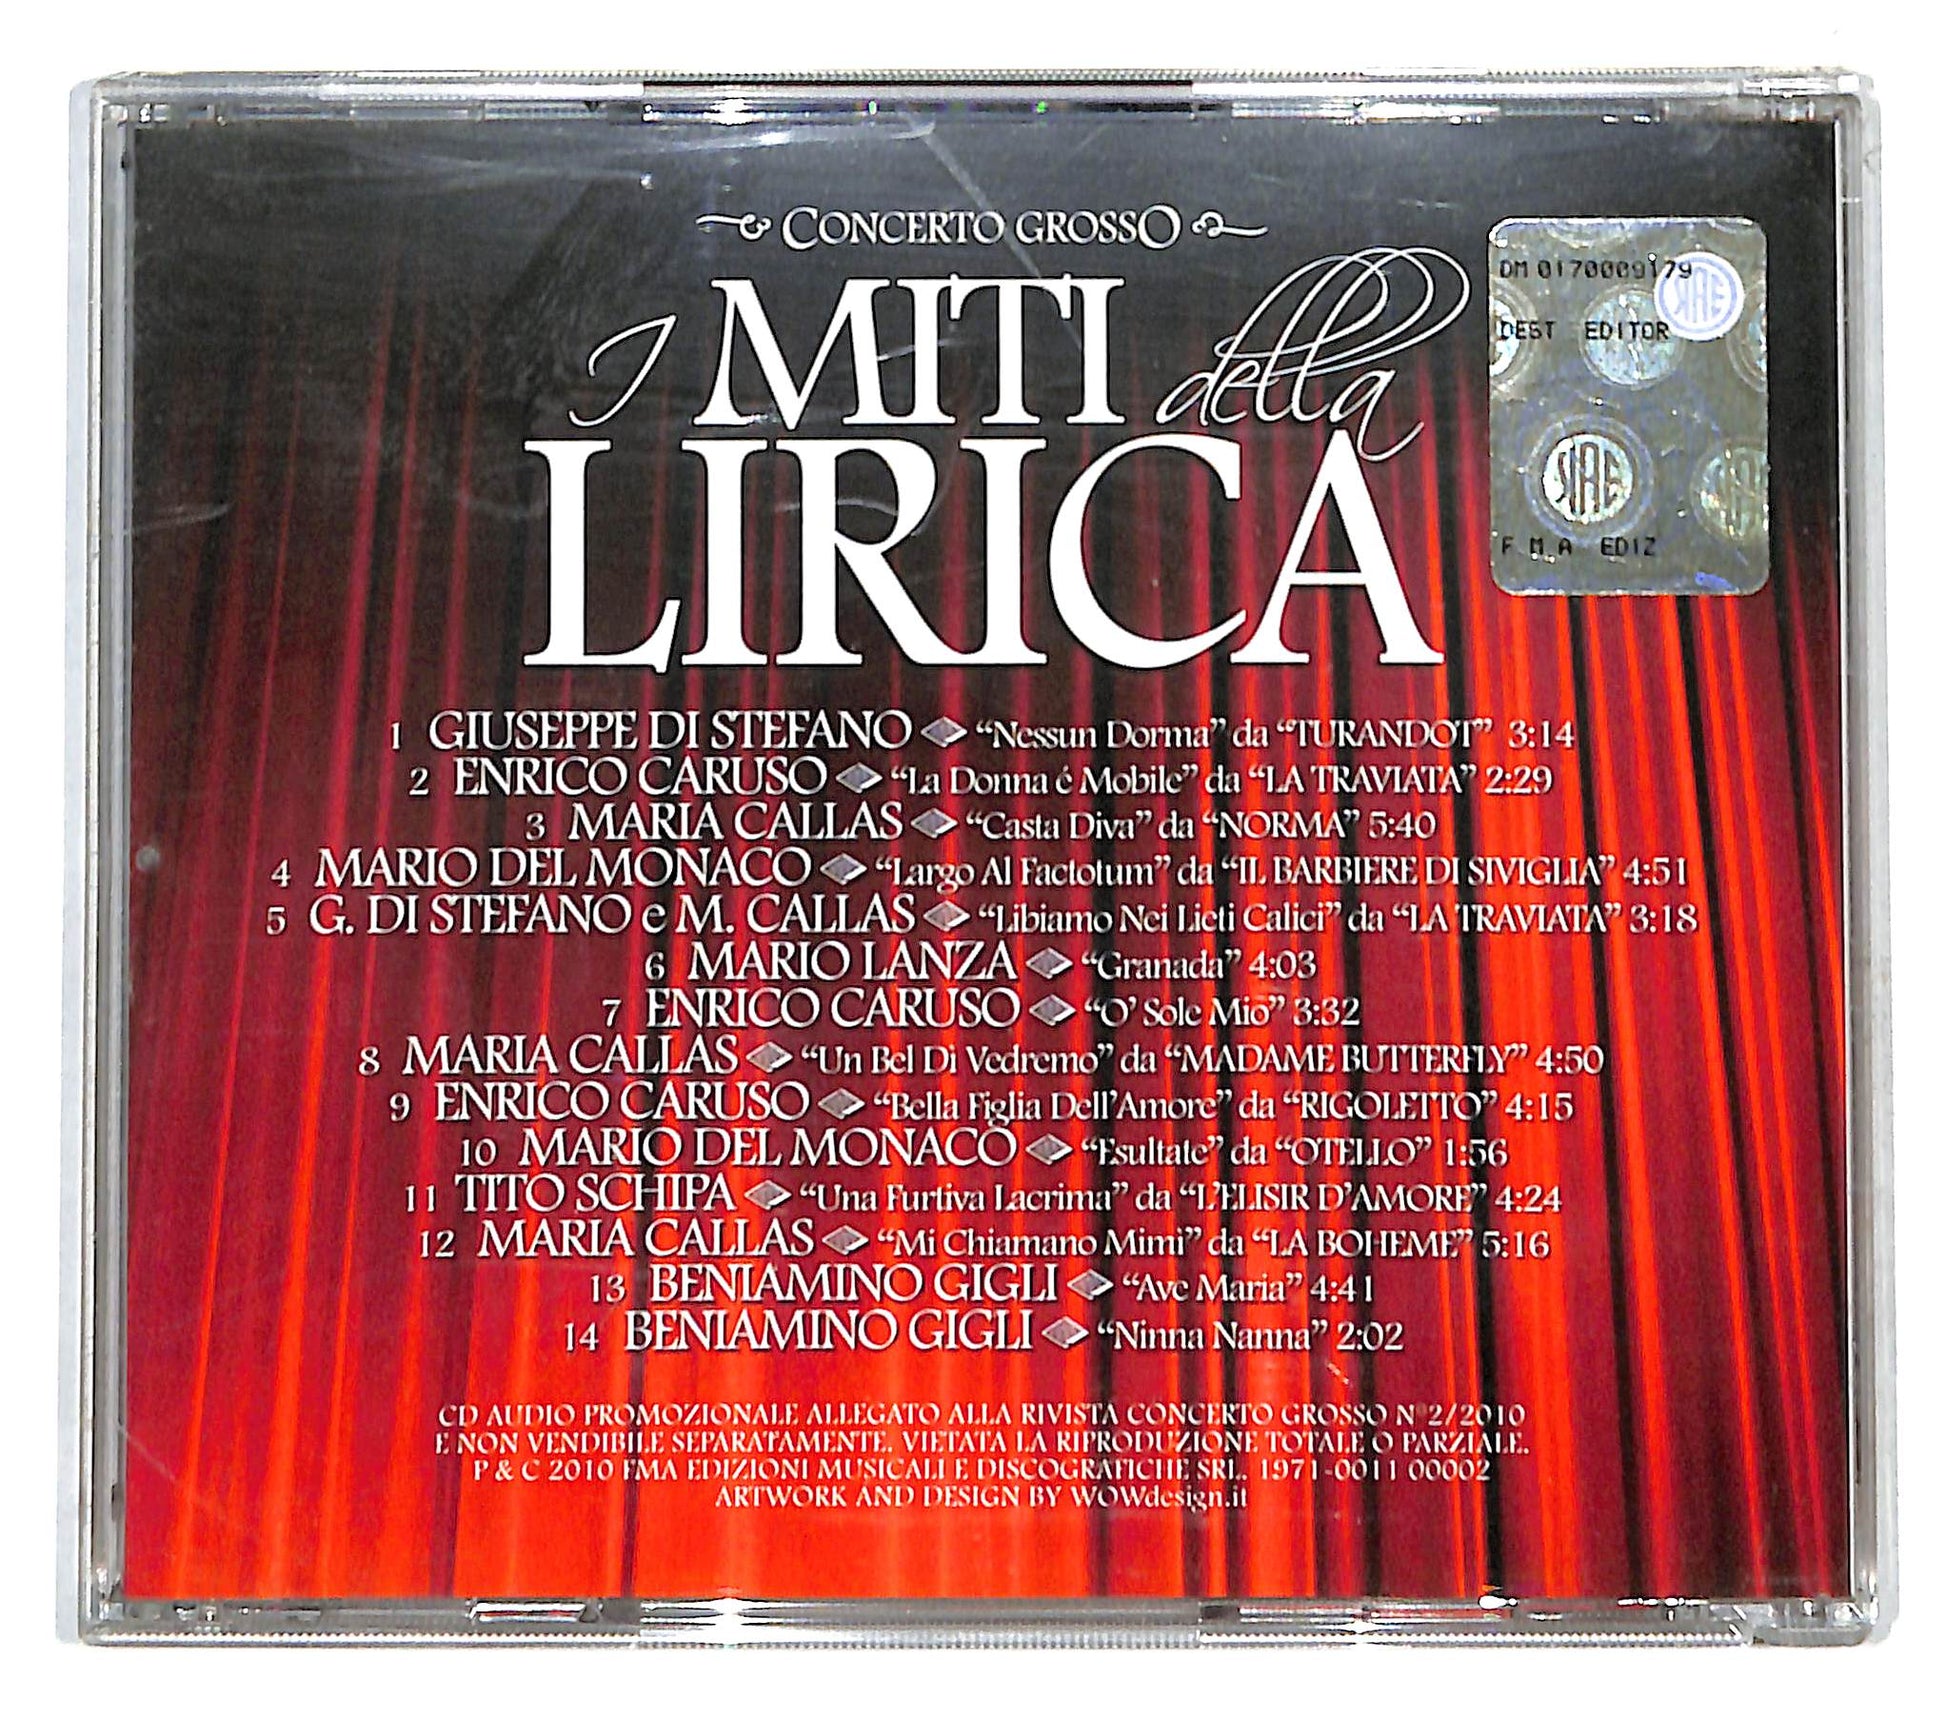 CONCERTO GROSSO
I MITI della
LIRICA
DM 0170009179
DEST EDITOR
SIAE
SIAE
F.M.A EDIZ
1 GIUSEPPE DI STEFANO “Nessun Dorma” da “TURANDOT” 3:14
2 ENRICO CARUSO “La Donna é Mobile” da “LA TRAVIATA” 2:29
3 MARIA CALLAS “Casta Diva” da “NORMA” 5:40
4 MARIO DEL MONACO “Largo Al Factotum” da “IL BARBIERE DI SIVIGLIA” 4:51
5 G. DI STEFANO e M. CALLAS “Libiamo Nei Lieti Calici” da “LA TRAVIATA” 3:18
6 MARIO LANZA “Granada” 4:03
7 ENRICO CARUSO “O’ Sole Mio” 3:32
8 MARIA CALLAS “Un Bel Dì Vedremo” da “MADAME BUTTERFLY” 4:50
9 ENRICO CARUSO “Bella Figlia Dell’Amore” da “RIGOLETTO” 4:15
10 MARIO DEL MONACO “Esultate” da “OTELLO” 1:56
11 TITO SCHIPA “Una Furtiva Lacrima” da “L’ELISIR D’AMORE” 4:24
12 MARIA CALLAS “Mi Chiamano Mimì” da “LA BOHEME” 5:16
13 BENIAMINO GIGLI “Ave Maria” 4:41
14 BENIAMINO GIGLI “Ninna Nanna” 2:02
CD AUDIO PROMOZIONALE ALLEGATO ALLA RIVISTA CONCERTO GROSSO N°2/2010
E NON VENDIBILE SEPARATAMENTE. VIETATA LA RIPRODUZIONE TOTALE O PARZIALE.
P & C 2010 FMA EDIZIONI MUSICALI E DISCOGRAFICHE SRL. 1971-0011 00002
ARTWORK AND DESIGN BY WOWdesign.it